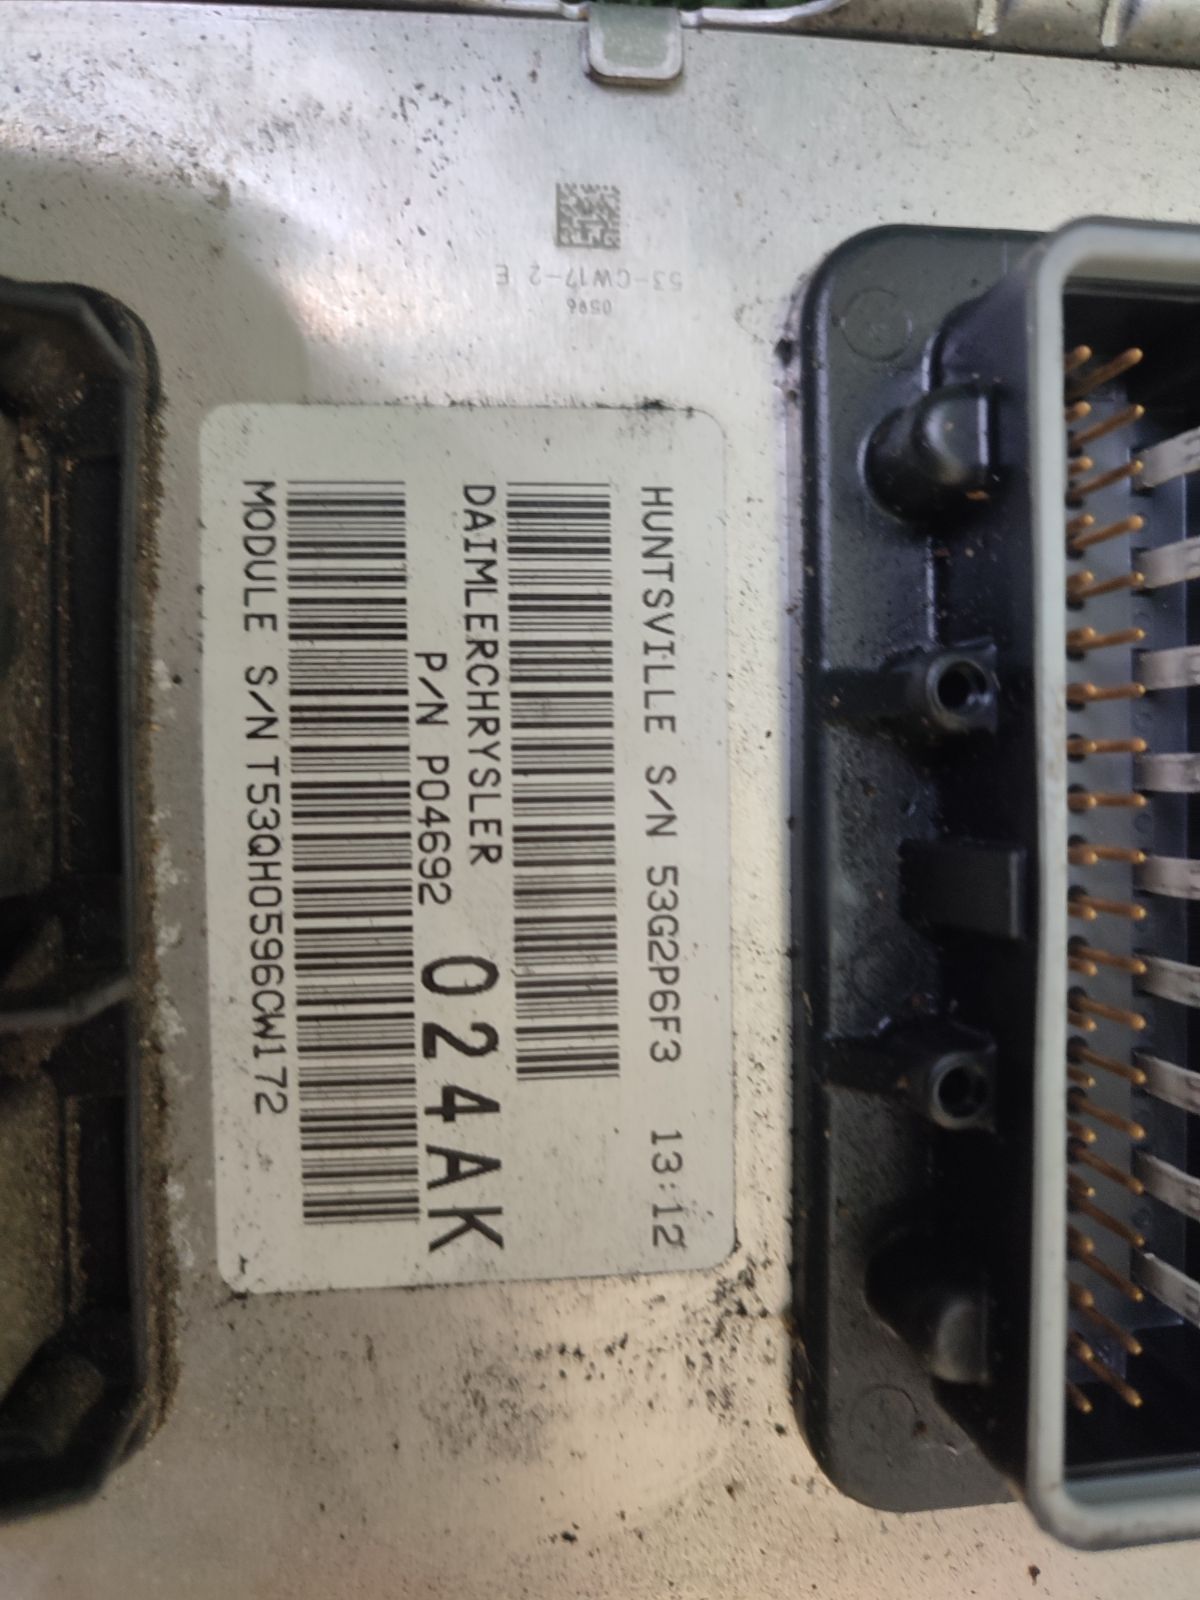 53-CW17-2 E
0596
HUNTSVILLE S/N 53G2P6F3 13:12
DAIMLERCHRYSLER
P/N P04692 024AK
MODULE S/N T53QH0596CW172